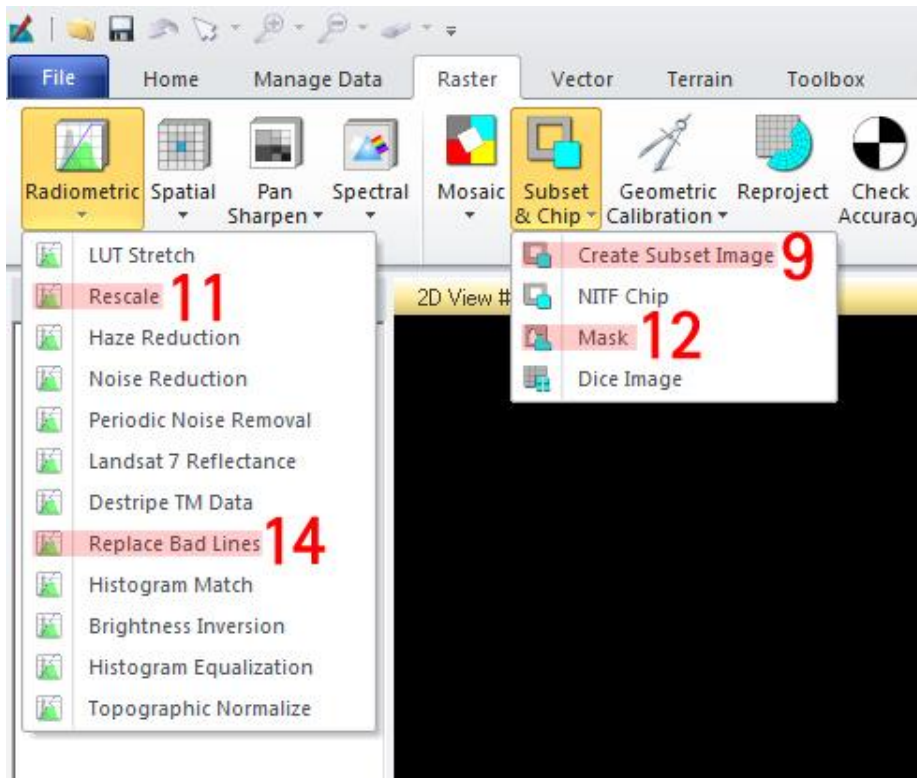 File Home Manage Data Raster Vector Terrain Toolbox
Radiometric Spatial Pan Sharpen Spectral Mosaic Subset & Chip Geometric Calibration Reproject Check Accuracy
LUT Stretch
Rescale 11
Haze Reduction
Noise Reduction
Periodic Noise Removal
Landsat 7 Reflectance
Destripe TM Data
Replace Bad Lines 14
Histogram Match
Brightness Inversion
Histogram Equalization
Topographic Normalize
2D View #
Create Subset Image 9
NITF Chip
Mask 12
Dice Image